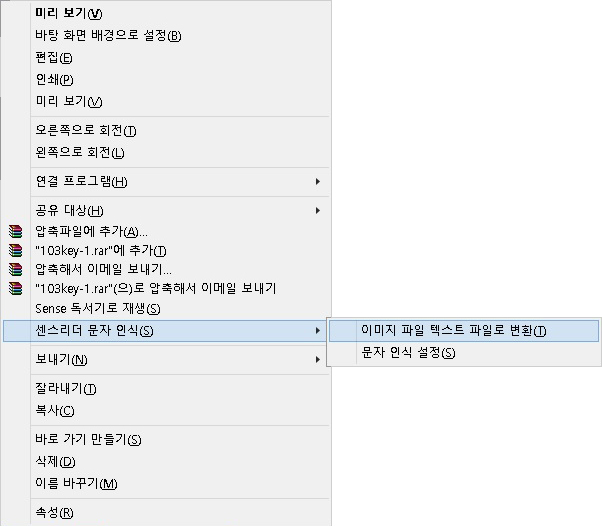 미리 보기(V)
바탕 화면 배경으로 설정(B)
편집(E)
인쇄(P)
미리 보기(V)
오른쪽으로 회전(T)
왼쪽으로 회전(L)
연결 프로그램(H)
공유 대상(H)
압축파일에 추가(A)...
"103key-1.rar"에 추가(T)
압축해서 이메일 보내기...
"103key-1.rar"(으)로 압축해서 이메일 보내기
Sense 독서기로 재생(S)
센스리더 문자 인식(S)
이미지 파일 텍스트 파일로 변환(T)
문자 인식 설정(S)
보내기(N)
잘라내기(T)
복사(C)
바로 가기 만들기(S)
삭제(D)
이름 바꾸기(M)
속성(R)